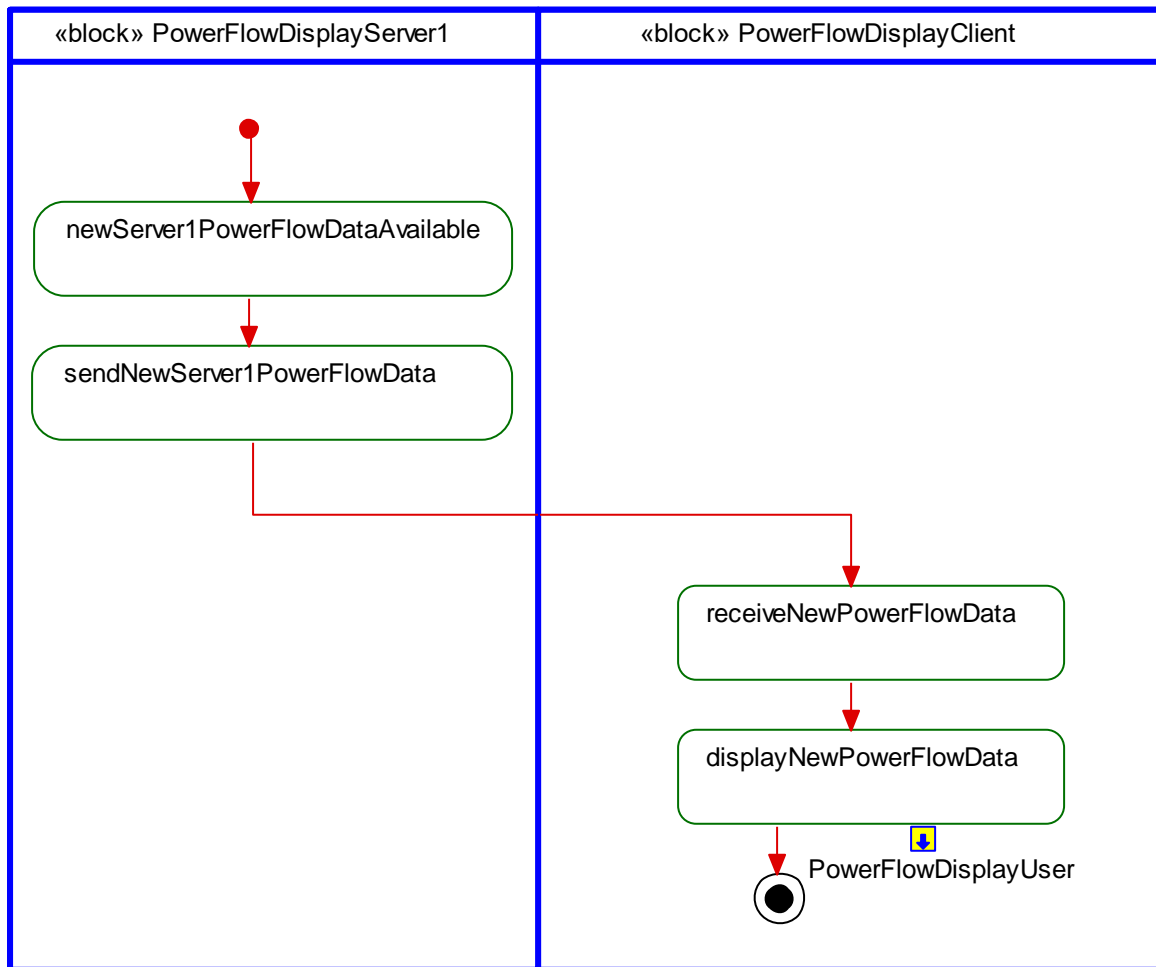 «block» PowerFlowDisplayServer1
«block» PowerFlowDisplayClient
newServer1PowerFlowDataAvailable
sendNewServer1PowerFlowData
receiveNewPowerFlowData
displayNewPowerFlowData
PowerFlowDisplayUser